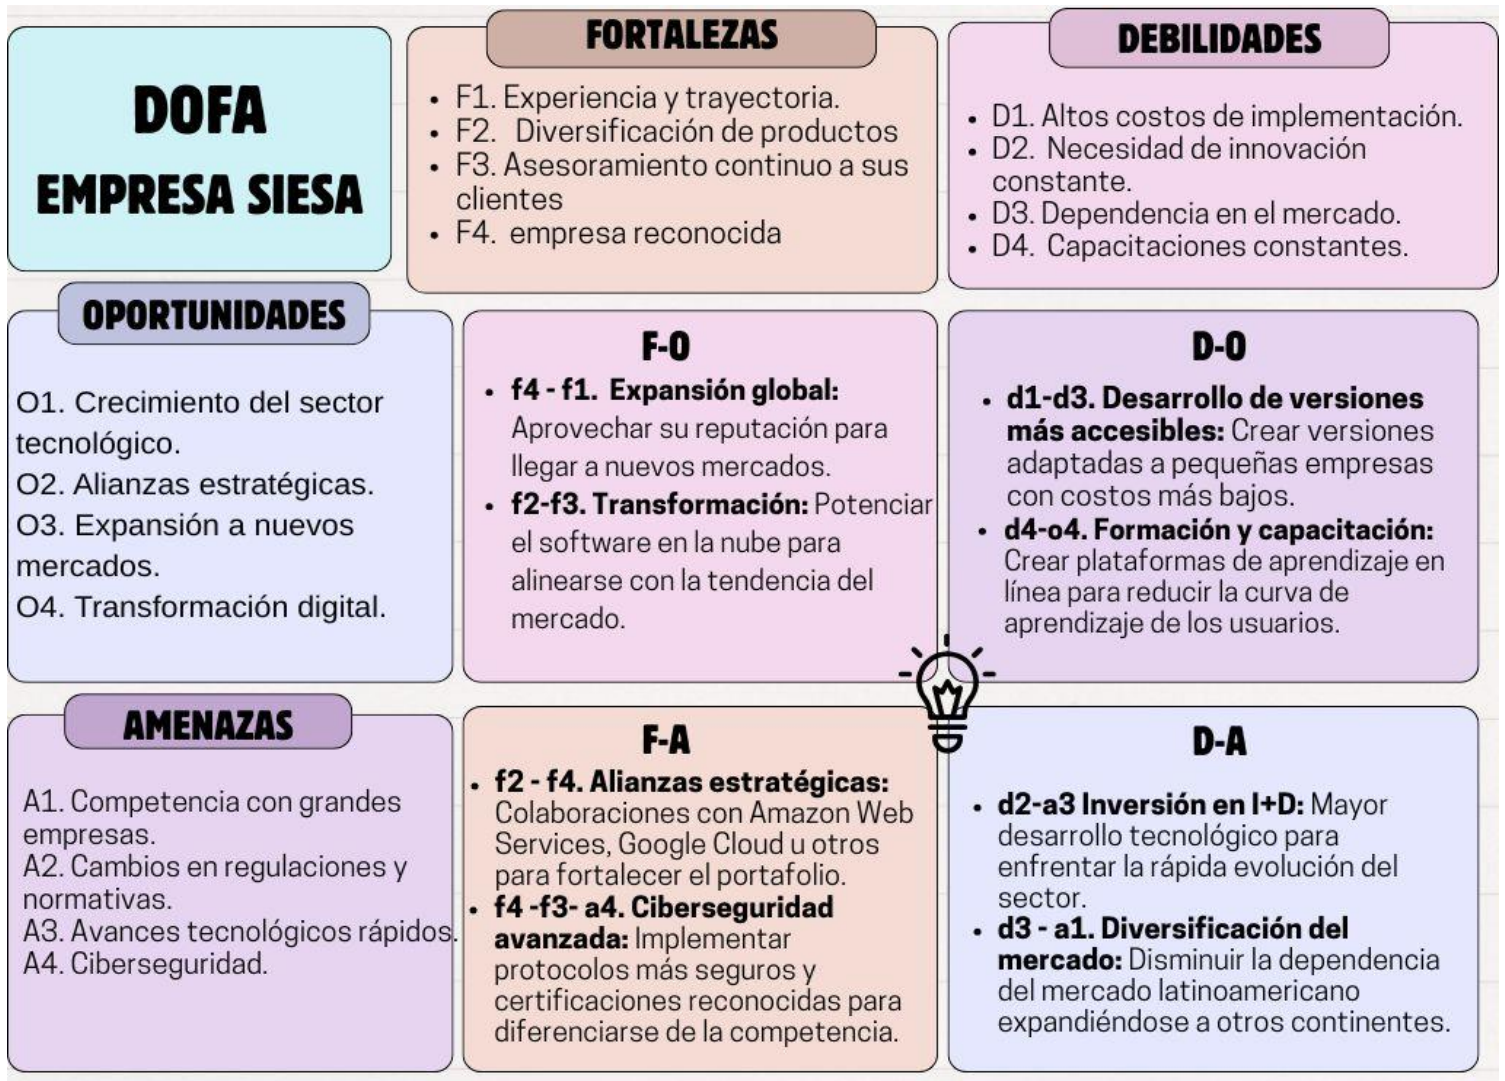 DOFA
EMPRESA SIESA
FORTALEZAS
• F1. Experiencia y trayectoria.
• F2. Diversificación de productos
• F3. Asesoramiento continuo a sus
clientes
• F4. empresa reconocida
DEBILIDADES
• D1. Altos costos de implementación.
• D2. Necesidad de innovación
constante.
• D3. Dependencia en el mercado.
• D4. Capacitaciones constantes.
OPORTUNIDADES
O1. Crecimiento del sector
tecnológico.
O2. Alianzas estratégicas.
O3. Expansión a nuevos
mercados.
O4. Transformación digital.
F-O
• f4 - f1. Expansión global:
Aprovechar su reputación para
llegar a nuevos mercados.
• f2-f3. Transformación: Potenciar
el software en la nube para
alinearse con la tendencia del
mercado.
D-O
• d1-d3. Desarrollo de versiones
más accesibles: Crear versiones
adaptadas a pequeñas empresas
con costos más bajos.
• d4-o4. Formación y capacitación:
Crear plataformas de aprendizaje en
línea para reducir la curva de
aprendizaje de los usuarios.
AMENAZAS
A1. Competencia con grandes
empresas.
A2. Cambios en regulaciones y
normativas.
A3. Avances tecnológicos rápidos.
A4. Ciberseguridad.
F-A
• f2 - f4. Alianzas estratégicas:
Colaboraciones con Amazon Web
Services, Google Cloud u otros
para fortalecer el portafolio.
• f4 -f3- a4. Ciberseguridad
avanzada: Implementar
protocolos más seguros y
certificaciones reconocidas para
diferenciarse de la competencia.
D-A
• d2-a3 Inversión en I+D: Mayor
desarrollo tecnológico para
enfrentar la rápida evolución del
sector.
• d3 - a1. Diversificación del
mercado: Disminuir la dependencia
del mercado latinoamericano
expandiéndose a otros continentes.